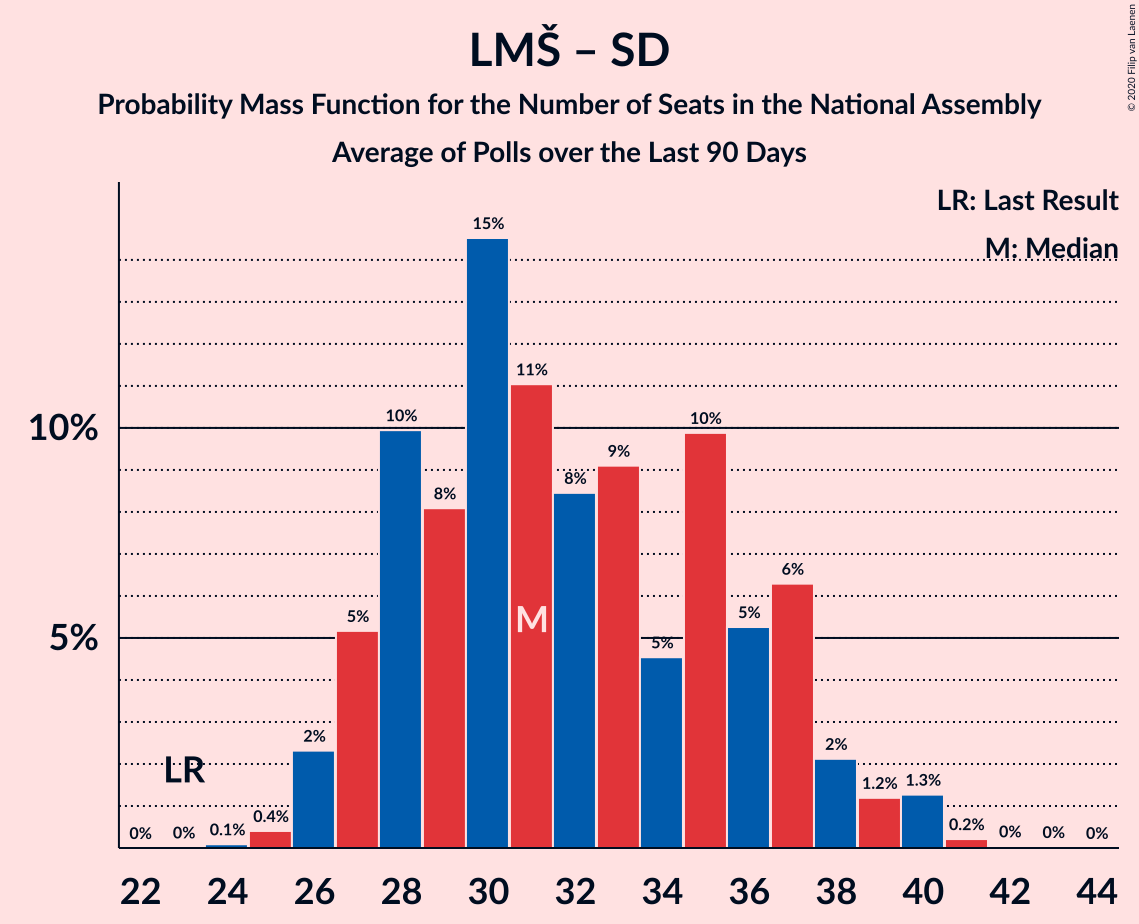 LMŠ – SD
Probability Mass Function for the Number of Seats in the National Assembly
Average of Polls over the Last 90 Days
© 2020 Filip van Laenen
LR: Last Result
M: Median
10%
5%
0%
0%
0.1%
0.4%
2%
5%
10%
8%
15%
11%
8%
9%
5%
10%
5%
6%
2%
1.2%
1.3%
0.2%
0%
0%
0%
LR
M
22 24 26 28 30 32 34 36 38 40 42 44